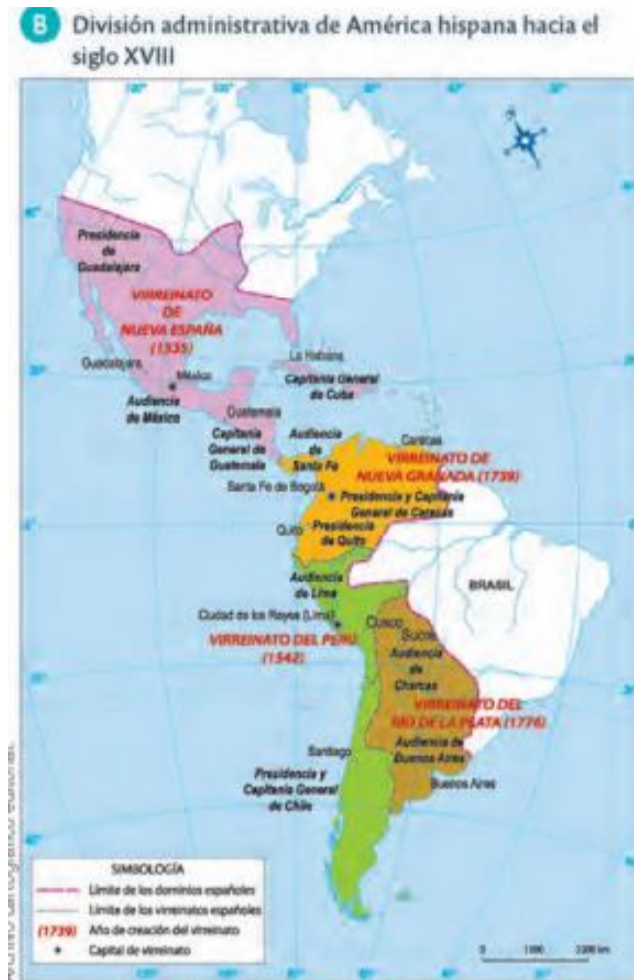 B División administrativa de América hispana hacia el
siglo XVIII
Presidencia
de
Guadalajara
VIRREINATO
DE
NUEVA ESPAÑA
(1535)
Guadalajara
México
Audiencia
de México
La Habana
Capitanía General
de Cuba
Guatemala
Capitanía
General de
Guatemala
Audiencia
de
Santa Fe
Caracas
VIRREINATO DE
NUEVA GRANADA (1739)
Santa Fe de Bogotá
Presidencia y Capitanía
General de Caracas
Quito
Presidencia
de Quito
Audiencia
de Lima
BRASIL
Ciudad de los Reyes (Lima)
VIRREINATO DEL PERÚ
(1542)
Cusco
Sucre
Audiencia
de
Charcas
VIRREINATO DEL
RÍO DE LA PLATA (1776)
Audiencia de
Buenos Aires
Santiago
Buenos Aires
Presidencia y
Capitanía General
de Chile
SIMBOLOGÍA
Límite de los dominios españoles
Límite de los virreinatos españoles
(1739) Año de creación del virreinato
Capital de virreinato